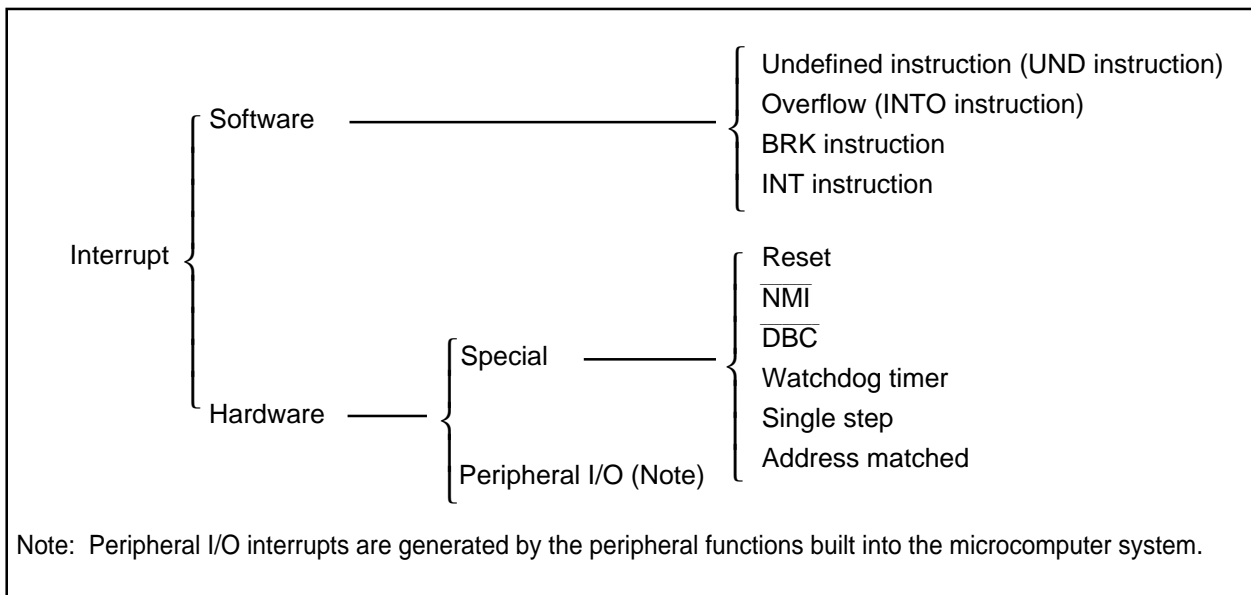 Undefined instruction (UND instruction)
Overflow (INTO instruction)
BRK instruction
INT instruction
Software
Interrupt
Reset
N̅M̅I̅
D̅B̅C̅
Watchdog timer
Single step
Address matched
Special
Hardware
Peripheral I/O (Note)
Note: Peripheral I/O interrupts are generated by the peripheral functions built into the microcomputer system.